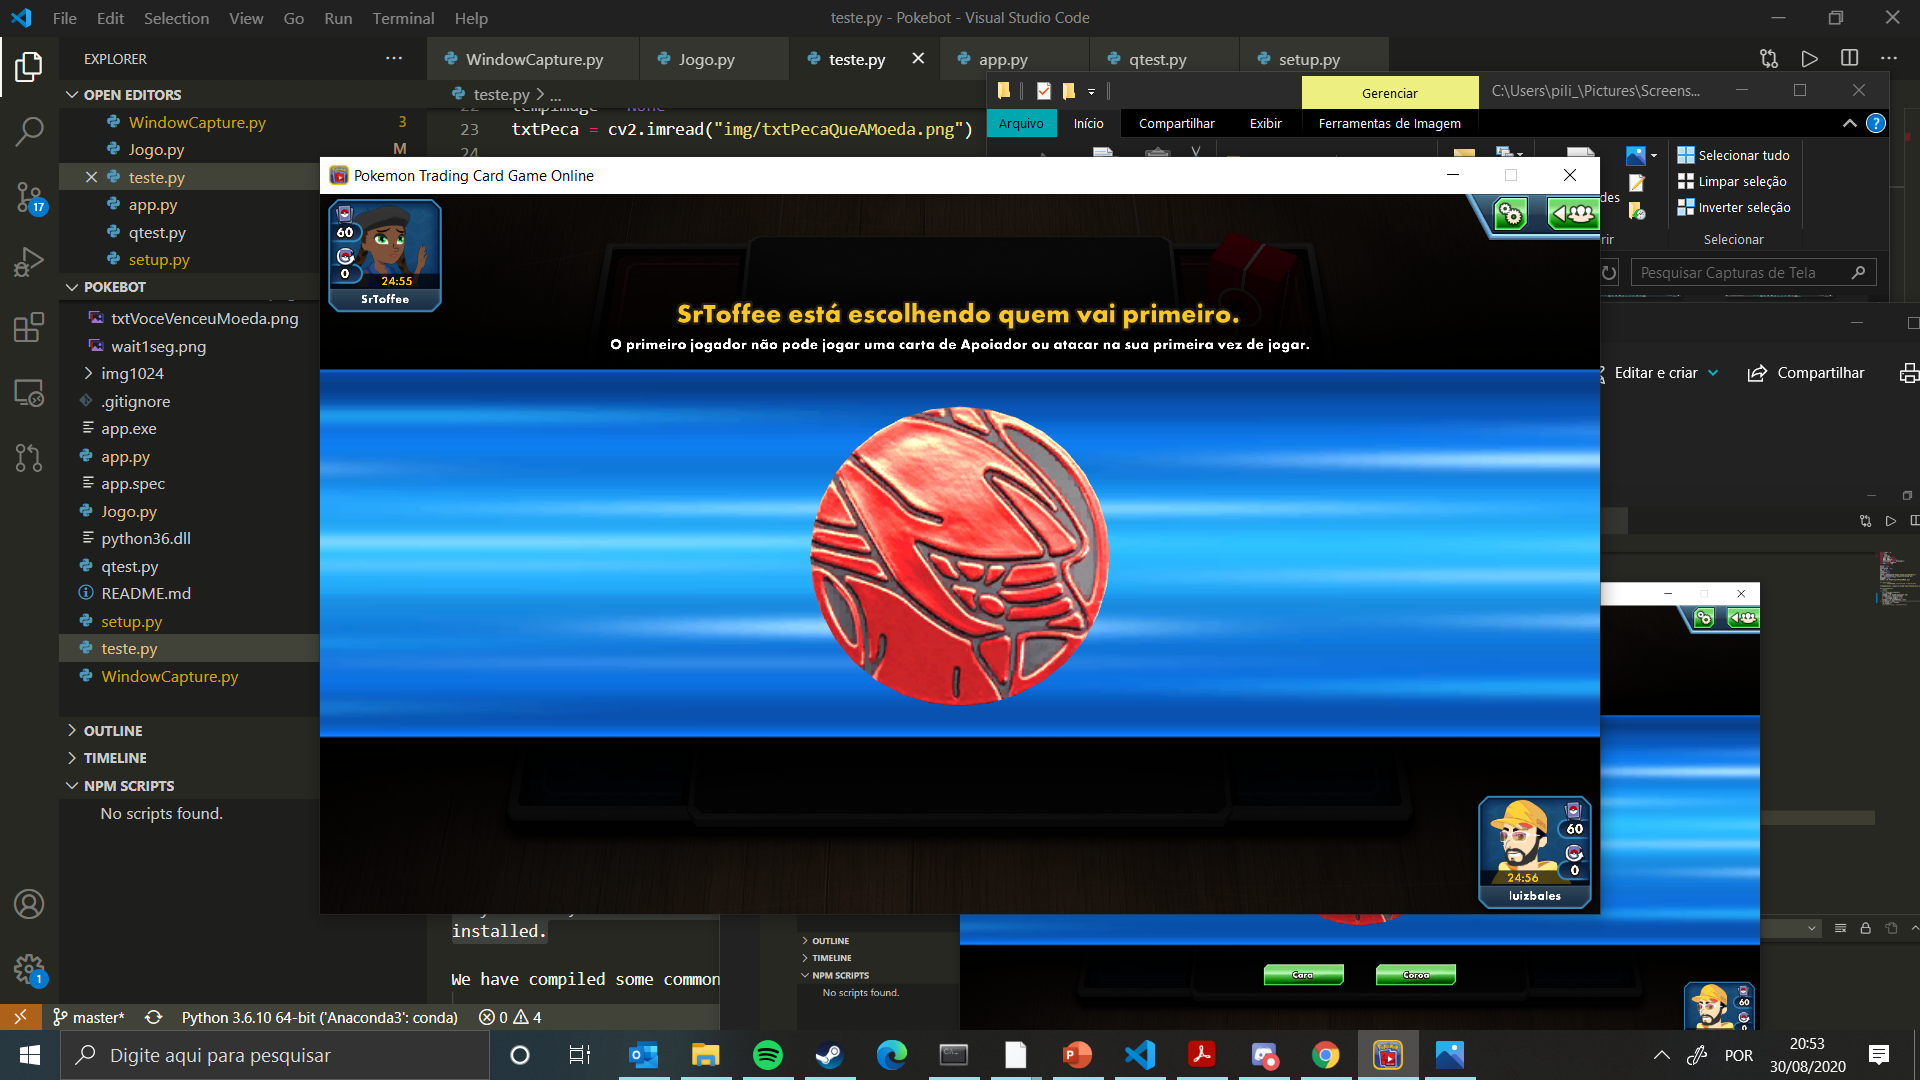 File Edit Selection View Go Run Terminal Help
teste.py - Pokebot - Visual Studio Code
EXPLORER
WindowCapture.py
Jogo.py
teste.py
app.py
qtest.py
setup.py
OPEN EDITORS
WindowCapture.py 3
Jogo.py M
teste.py
app.py
qtest.py
setup.py
POKEBOT
txtVoceVenceuMoeda.png
wait1seg.png
img1024
.gitignore
app.exe
app.py
app.spec
Jogo.py
python36.dll
qtest.py
README.md
setup.py
teste.py
WindowCapture.py
OUTLINE
TIMELINE
NPM SCRIPTS
No scripts found.
teste.py > ...
23 txtPeca = cv2.imread("img/txtPecaQueAMoeda.png")
24
Gerenciar
C:\Users\pili_\Pictures\Screens...
Arquivo Início Compartilhar Exibir Ferramentas de Imagem
Selecionar tudo
Limpar seleção
Inverter seleção
Selecionar
Pesquisar Capturas de Tela
Editar e criar
Compartilhar
Pokemon Trading Card Game Online
60
0
24:55
SrToffee
SrToffee está escolhendo quem vai primeiro.
O primeiro jogador não pode jogar uma carta de Apoiador ou atacar na sua primeira vez de jogar.
60
0
24:56
luizbales
installed.
We have compiled some common
OUTLINE
TIMELINE
NPM SCRIPTS
No scripts found.
Cara
Coroa
60
17
1
master*
Python 3.6.10 64-bit ('Anaconda3': conda)
0 4
Digite aqui para pesquisar
POR
20:53
30/08/2020